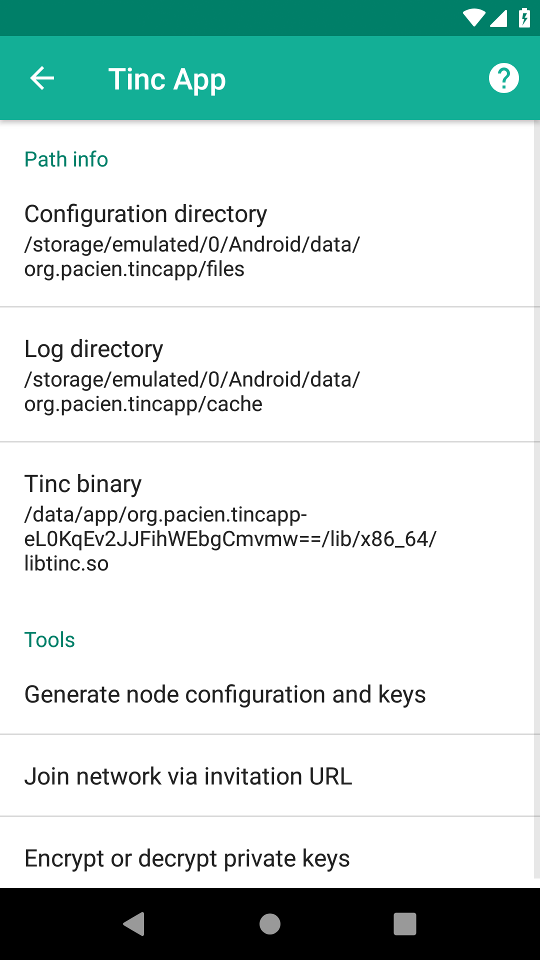 Tinc App
Path info
Configuration directory
/storage/emulated/0/Android/data/
org.pacien.tincapp/files
Log directory
/storage/emulated/0/Android/data/
org.pacien.tincapp/cache
Tinc binary
/data/app/org.pacien.tincapp-
eL0KqEv2JJFihWEbgCmvmw==/lib/x86_64/
libtinc.so
Tools
Generate node configuration and keys
Join network via invitation URL
Encrypt or decrypt private keys